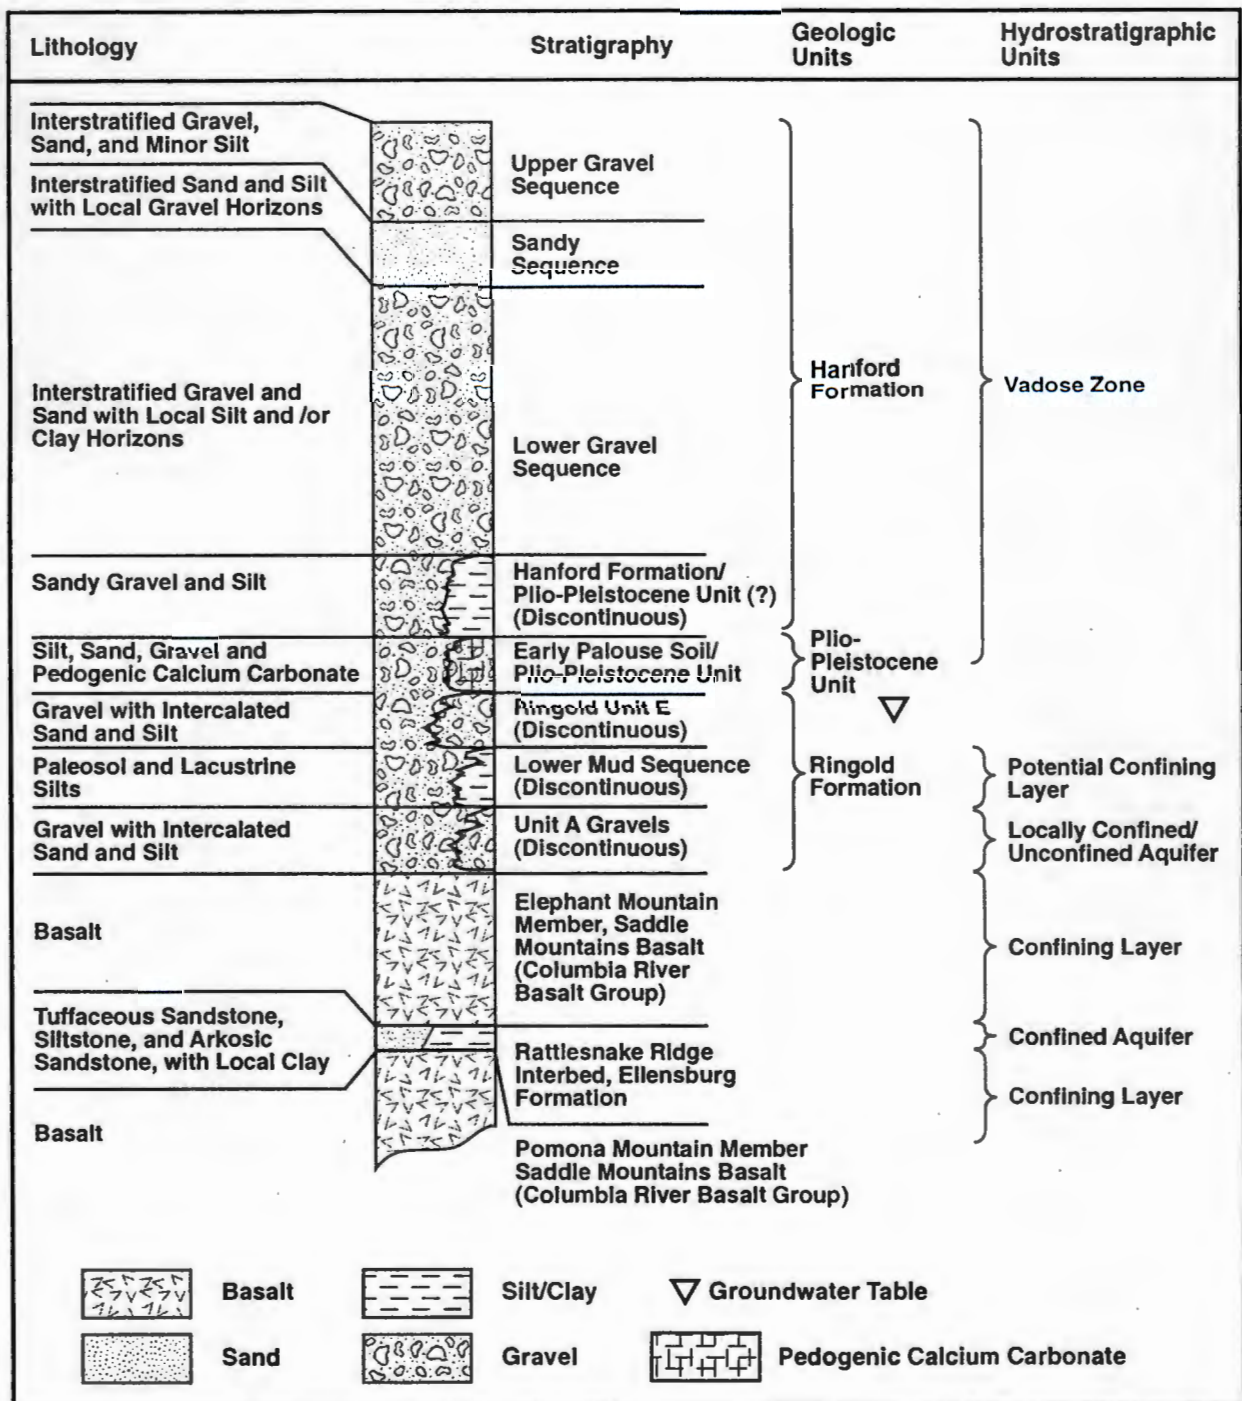 Lithology
Stratigraphy
Geologic
Units
Hydrostratigraphic
Units
Interstratified Gravel,
Sand, and Minor Silt
Interstratified Sand and Silt
with Local Gravel Horizons
Interstratified Gravel and
Sand with Local Silt and /or
Clay Horizons
Sandy Gravel and Silt
Silt, Sand, Gravel and
Pedogenic Calcium Carbonate
Gravel with Intercalated
Sand and Silt
Paleosol and Lacustrine
Silts
Gravel with Intercalated
Sand and Silt
Basalt
Tuffaceous Sandstone,
Siltstone, and Arkosic
Sandstone, with Local Clay
Basalt
Upper Gravel
Sequence
Sandy
Sequence
Lower Gravel
Sequence
Hanford Formation/
Plio-Pleistocene Unit (?)
(Discontinuous)
Early Palouse Soil/
Plio-Pleistocene Unit
Ringold Unit E
(Discontinuous)
Lower Mud Sequence
(Discontinuous)
Unit A Gravels
(Discontinuous)
Elephant Mountain
Member, Saddle
Mountains Basalt
(Columbia River
Basalt Group)
Rattlesnake Ridge
Interbed, Ellensburg
Formation
Pomona Mountain Member
Saddle Mountains Basalt
(Columbia River Basalt Group)
Hanford
Formation
Plio-
Pleistocene
Unit
Ringold
Formation
Vadose Zone
Potential Confining
Layer
Locally Confined/
Unconfined Aquifer
Confining Layer
Confined Aquifer
Confining Layer
Basalt
Silt/Clay
Groundwater Table
Sand
Gravel
Pedogenic Calcium Carbonate